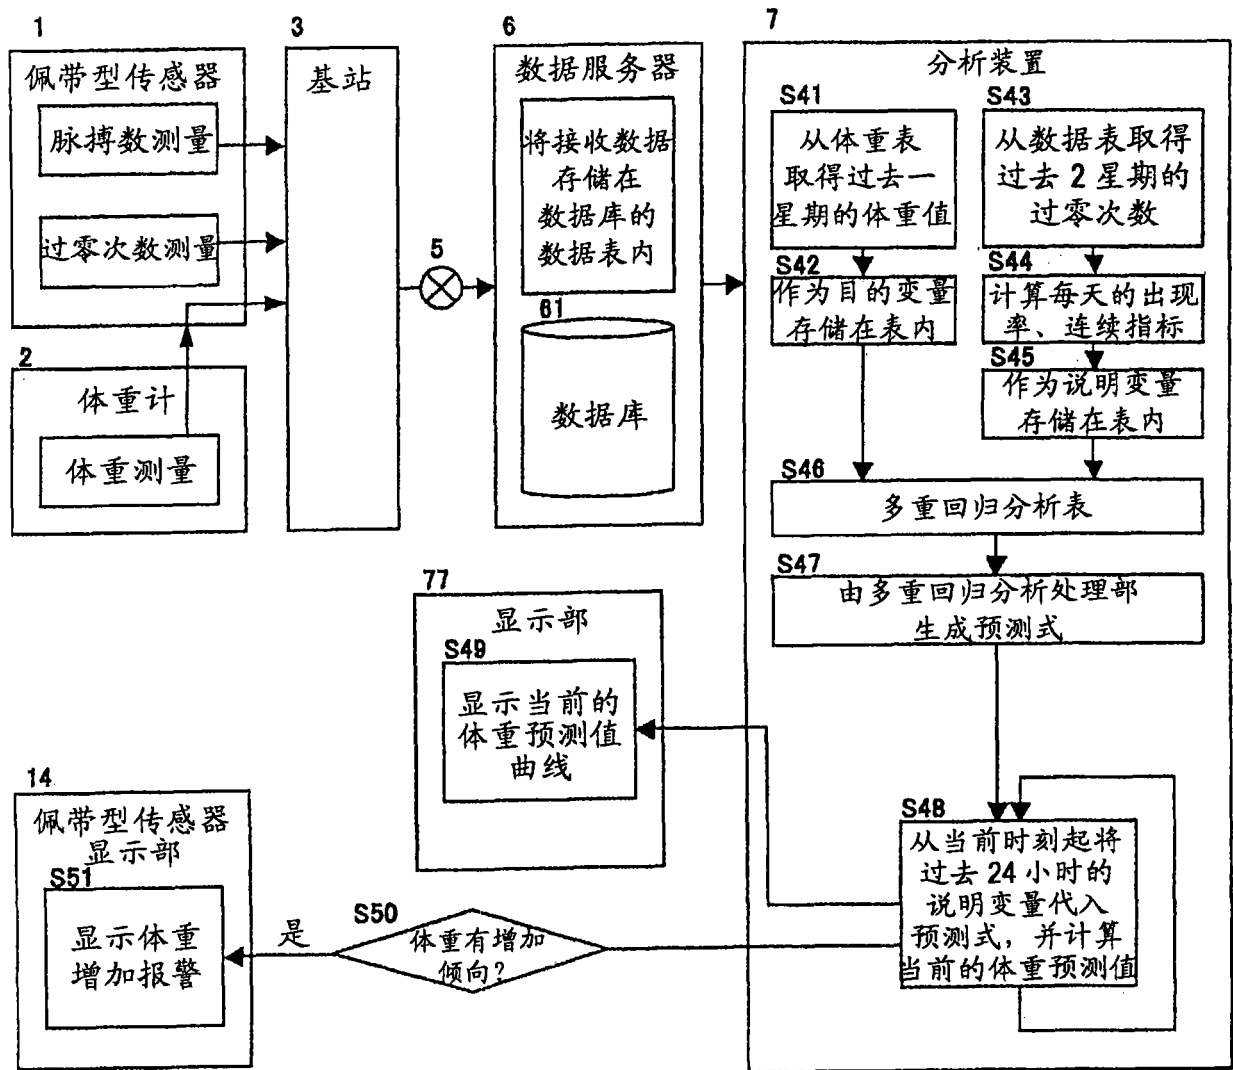 1
佩带型传感器
脉搏数测量
过零次数测量
2
体重计
体重测量
3
基站
5
6
数据服务器
将接收数据
存储在
数据库的
数据表内
61
数据库
7
分析装置
S41
从体重表
取得过去一
星期的体重值
S42
作为目的变量
存储在表内
S43
从数据表取得
过去2星期的
过零次数
S44
计算每天的出现
率、连续指标
S45
作为说明变量
存储在表内
S46
多重回归分析表
S47
由多重回归分析处理部
生成预测式
S48
从当前时刻起将
过去24小时的
说明变量代入
预测式，并计算
当前的体重预测值
77
显示部
S49
显示当前的
体重预测值
曲线
S50
体重有增加
倾向?
是
14
佩带型传感器
显示部
S51
显示体重
增加报警